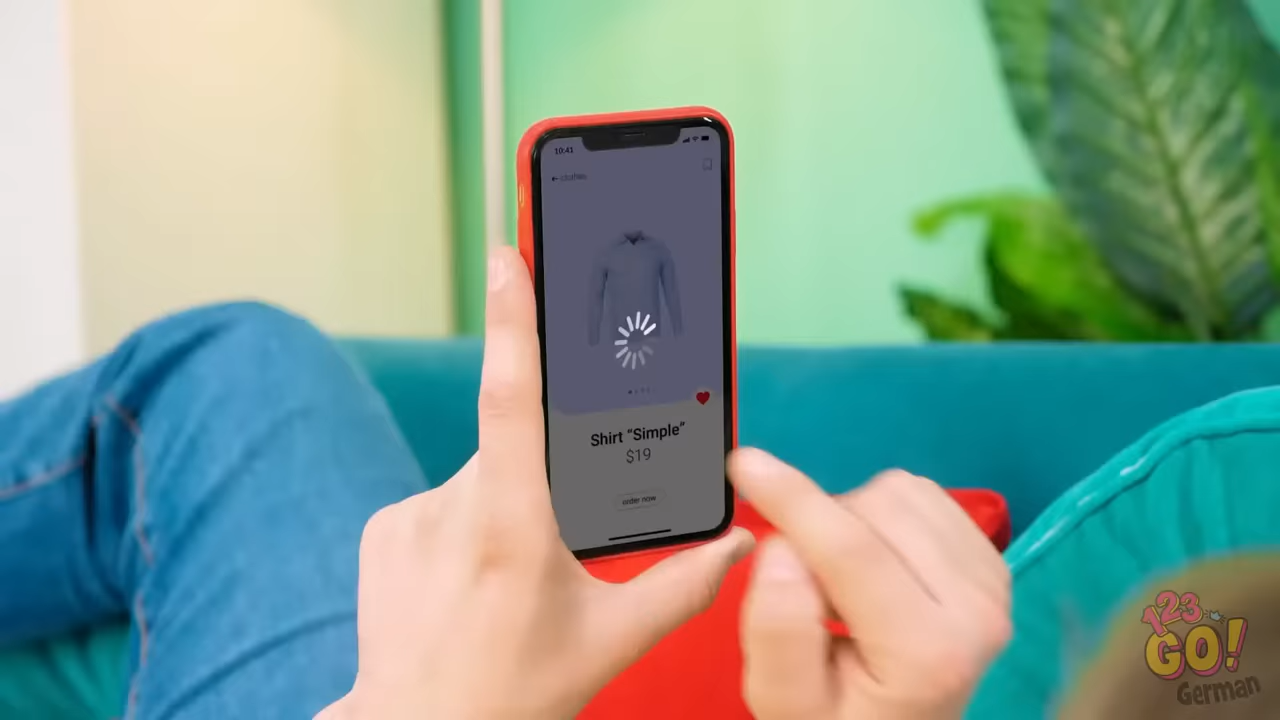 10:41
← clothes
Shirt “Simple”
$19
order now
123
GO!
German